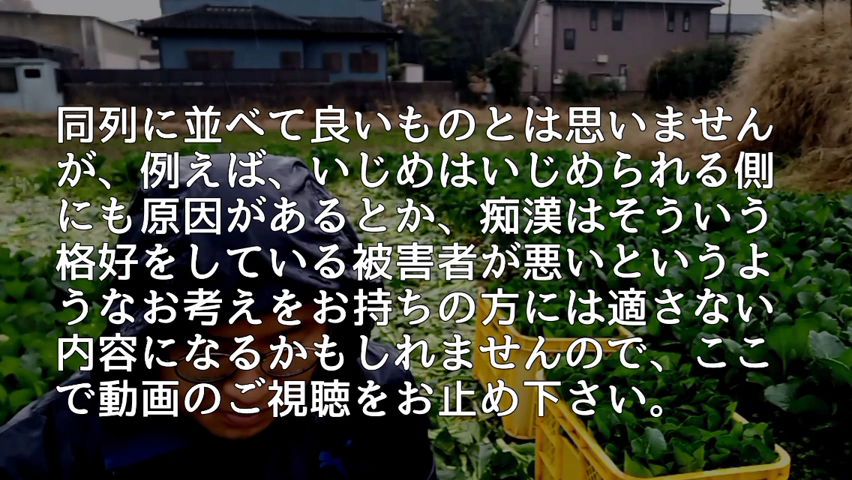 同列に並べて良いものとは思いません
が、例えば、いじめはいじめられる側
にも原因があるとか、痴漢はそういう
格好をしている被害者が悪いというよ
うなお考えをお持ちの方には適さない
内容になるかもしれませんので、ここ
で動画のご視聴をお止め下さい。